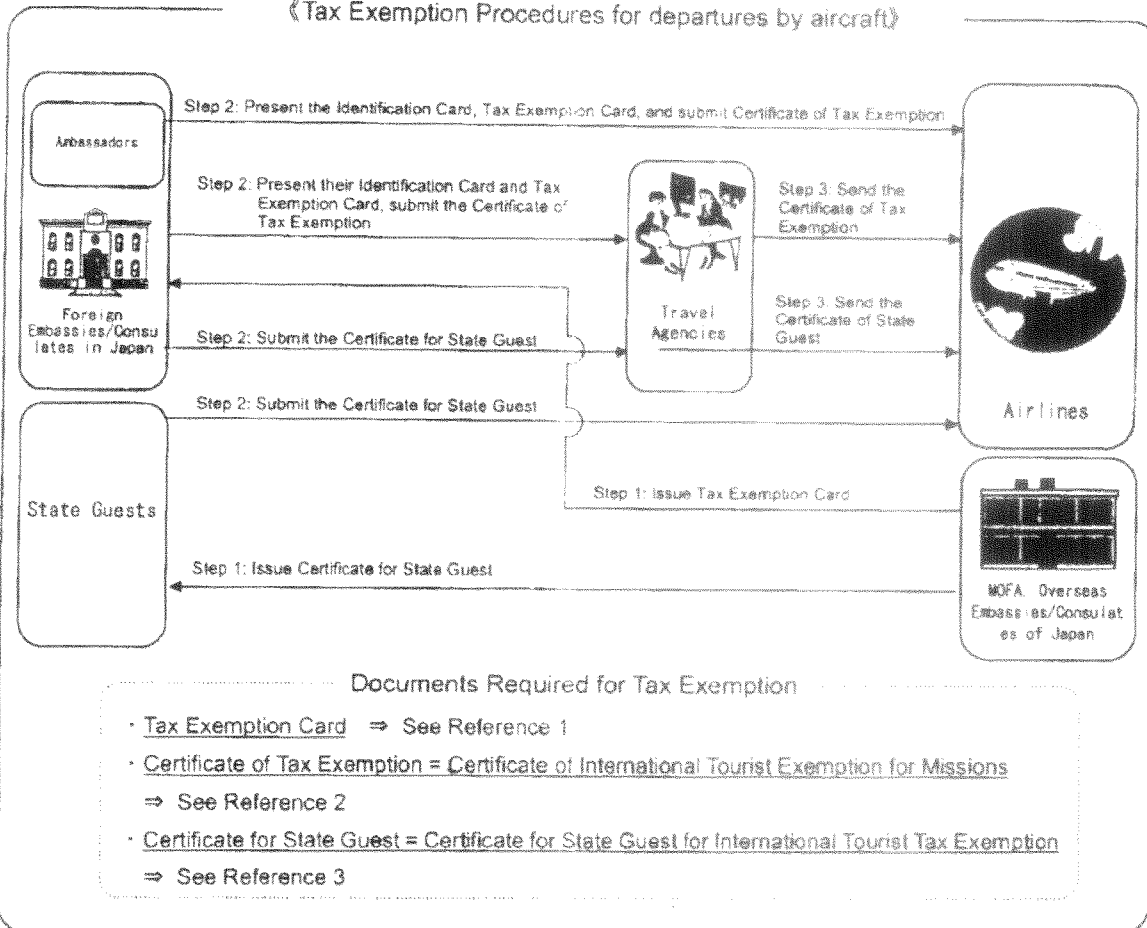 《Tax Exemption Procedures for departures by aircraft》
Step 2: Present the Identification Card, Tax Exemption Card, and submit Certificate of Tax Exemption
Ambassadors
Step 2: Present their Identification Card and Tax
Exemption Card, submit the Certificate of
Tax Exemption
Step 3: Send the
Certificate of Tax
Exemption
Foreign
Embassies/Consu
lates in Japan
Travel
Agencies
Step 3: Send the
Certificate of State
Guest
Step 2: Submit the Certificate for State Guest
Step 2: Submit the Certificate for State Guest
Airlines
State Guests
Step 1: Issue Tax Exemption Card
Step 1: Issue Certificate for State Guest
MOFA. Overseas
Embassies/Consulat
es of Japan
Documents Required for Tax Exemption
・Tax Exemption Card ⇒ See Reference 1
・Certificate of Tax Exemption = Certificate of International Tourist Exemption for Missions
⇒ See Reference 2
・Certificate for State Guest = Certificate for State Guest for International Tourist Tax Exemption
⇒ See Reference 3